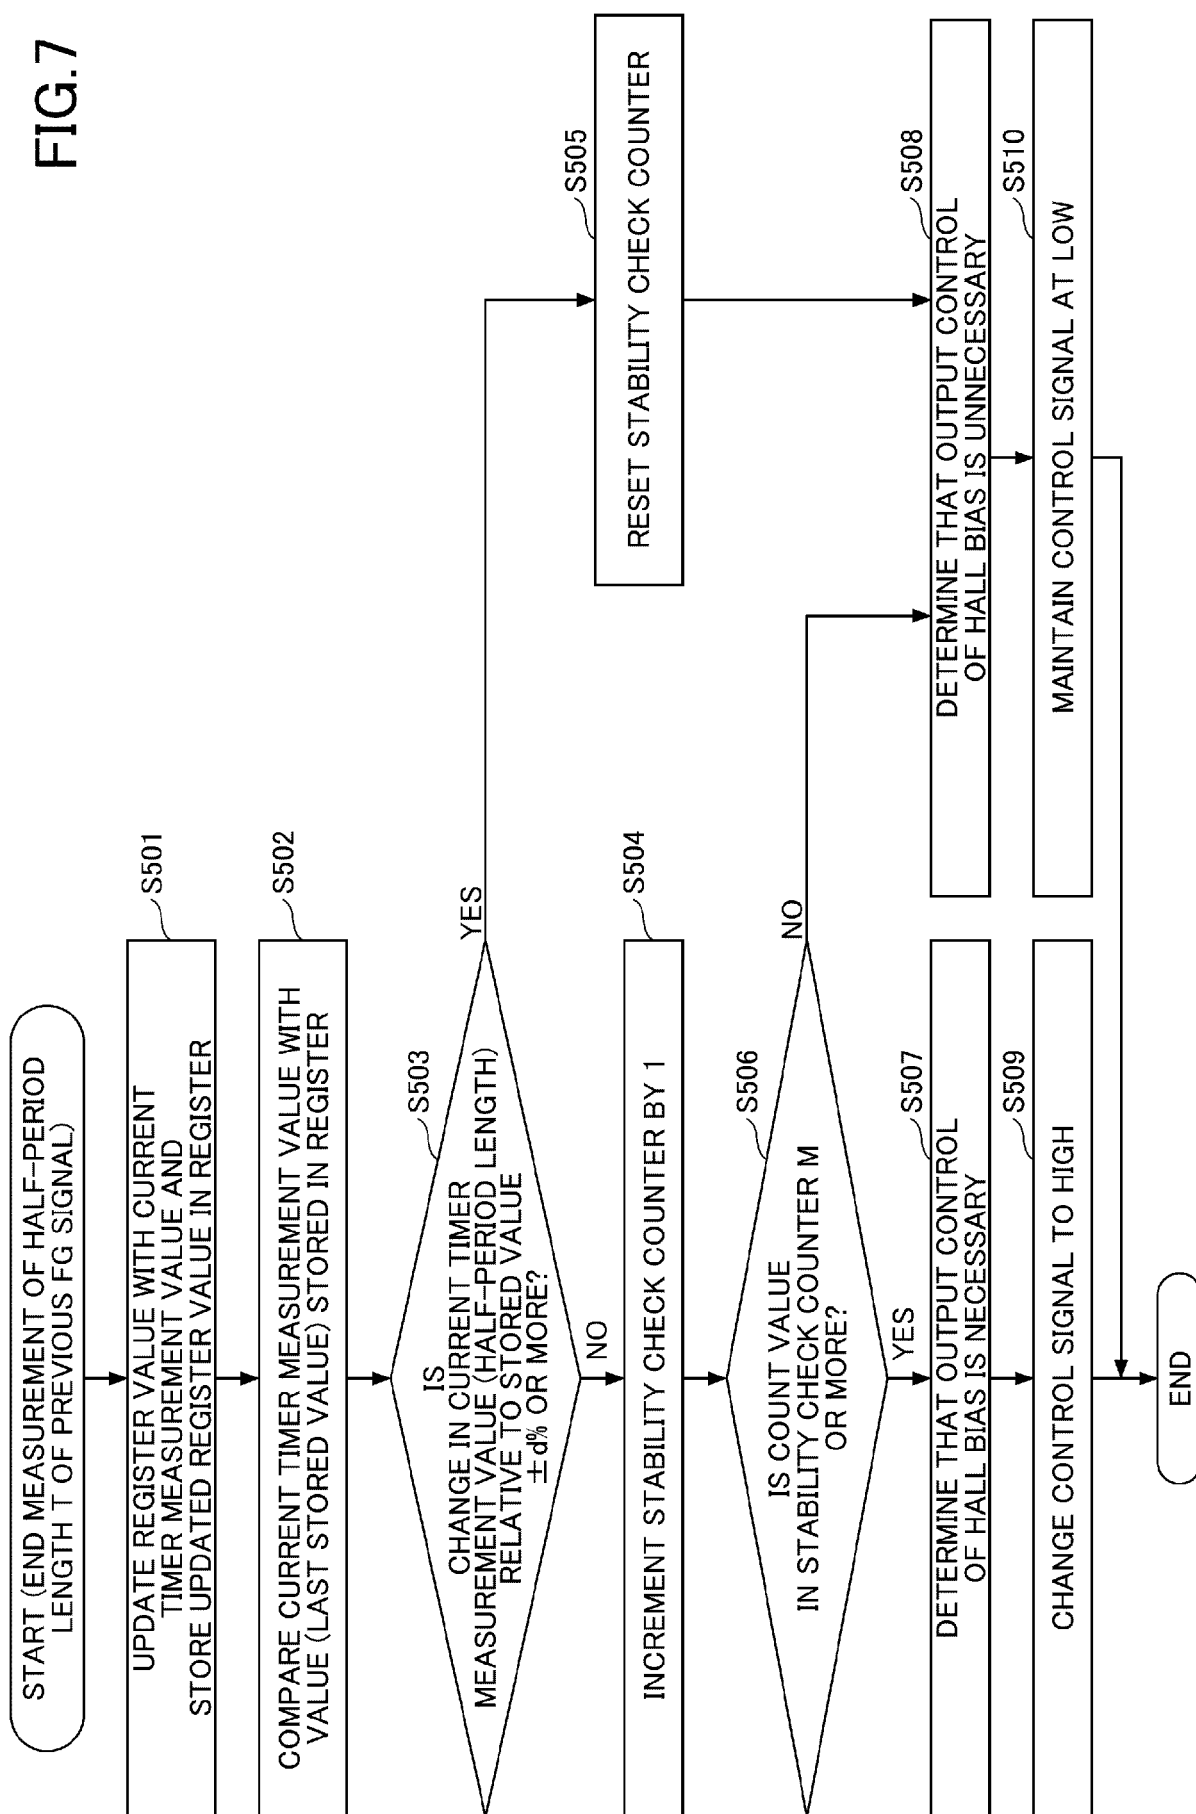 FIG.7
START (END MEASUREMENT OF HALF-PERIOD
LENGTH OF PREVIOUS FG SIGNAL)
S501
UPDATE REGISTER VALUE WITH CURRENT
TIMER MEASUREMENT VALUE AND
STORE UPDATED REGISTER VALUE IN REGISTER
S502
COMPARE CURRENT TIMER MEASUREMENT VALUE WITH
VALUE (LAST STORED VALUE) STORED IN REGISTER
S503
IS
CHANGE IN CURRENT TIMER
MEASUREMENT VALUE (HALF-PERIOD LENGTH)
RELATIVE TO STORED VALUE
±d% OR MORE?
YES
NO
S504
INCREMENT STABILITY CHECK COUNTER BY 1
S505
RESET STABILITY CHECK COUNTER
S506
IS COUNT VALUE
IN STABILITY CHECK COUNTER M
OR MORE?
NO
YES
S507
DETERMINE THAT OUTPUT CONTROL
OF HALL BIAS IS NECESSARY
S508
DETERMINE THAT OUTPUT CONTROL
OF HALL BIAS IS UNNECESSARY
S509
CHANGE CONTROL SIGNAL TO HIGH
S510
MAINTAIN CONTROL SIGNAL AT LOW
END